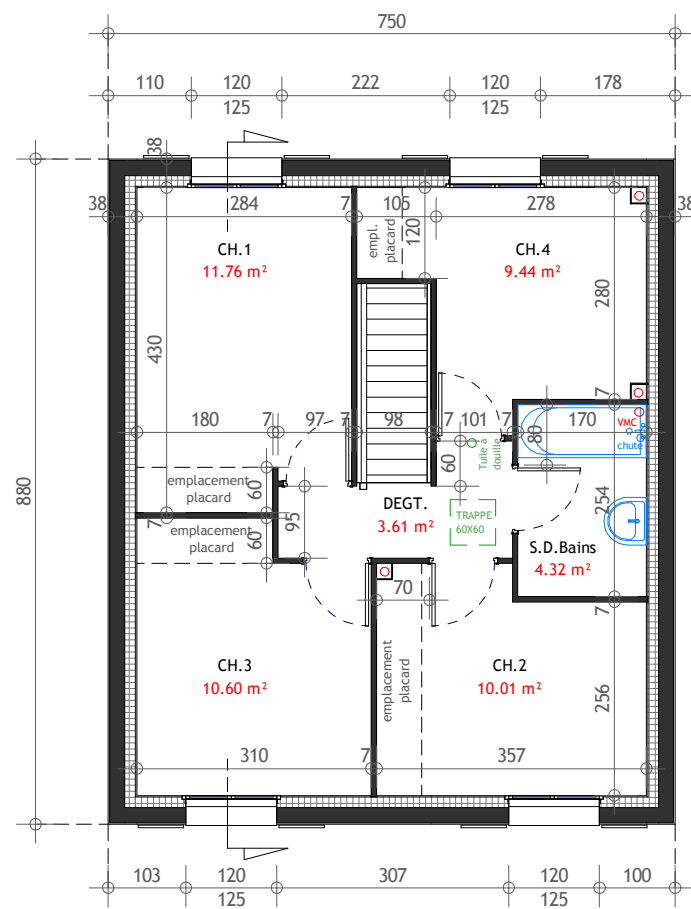 750
110 120 222 120 178
125 125
38
38 284 7 105 278 38
empl.
placard
120
CH.1
11.76 m²
CH.4
9.44 m²
280
430
880
7
180 7 97 7 98 7 101 7 170
80
VMC
chute
Tuile à
douille
60
emplacement
placard
60
7
emplacement
placard
60
95
DEGT.
3.61 m²
TRAPPE
60X60
254
S.D.Bains
4.32 m²
7
70
emplacement
placard
CH.3
10.60 m²
CH.2
10.01 m²
256
310 7 357
103 120 307 120 100
125 125